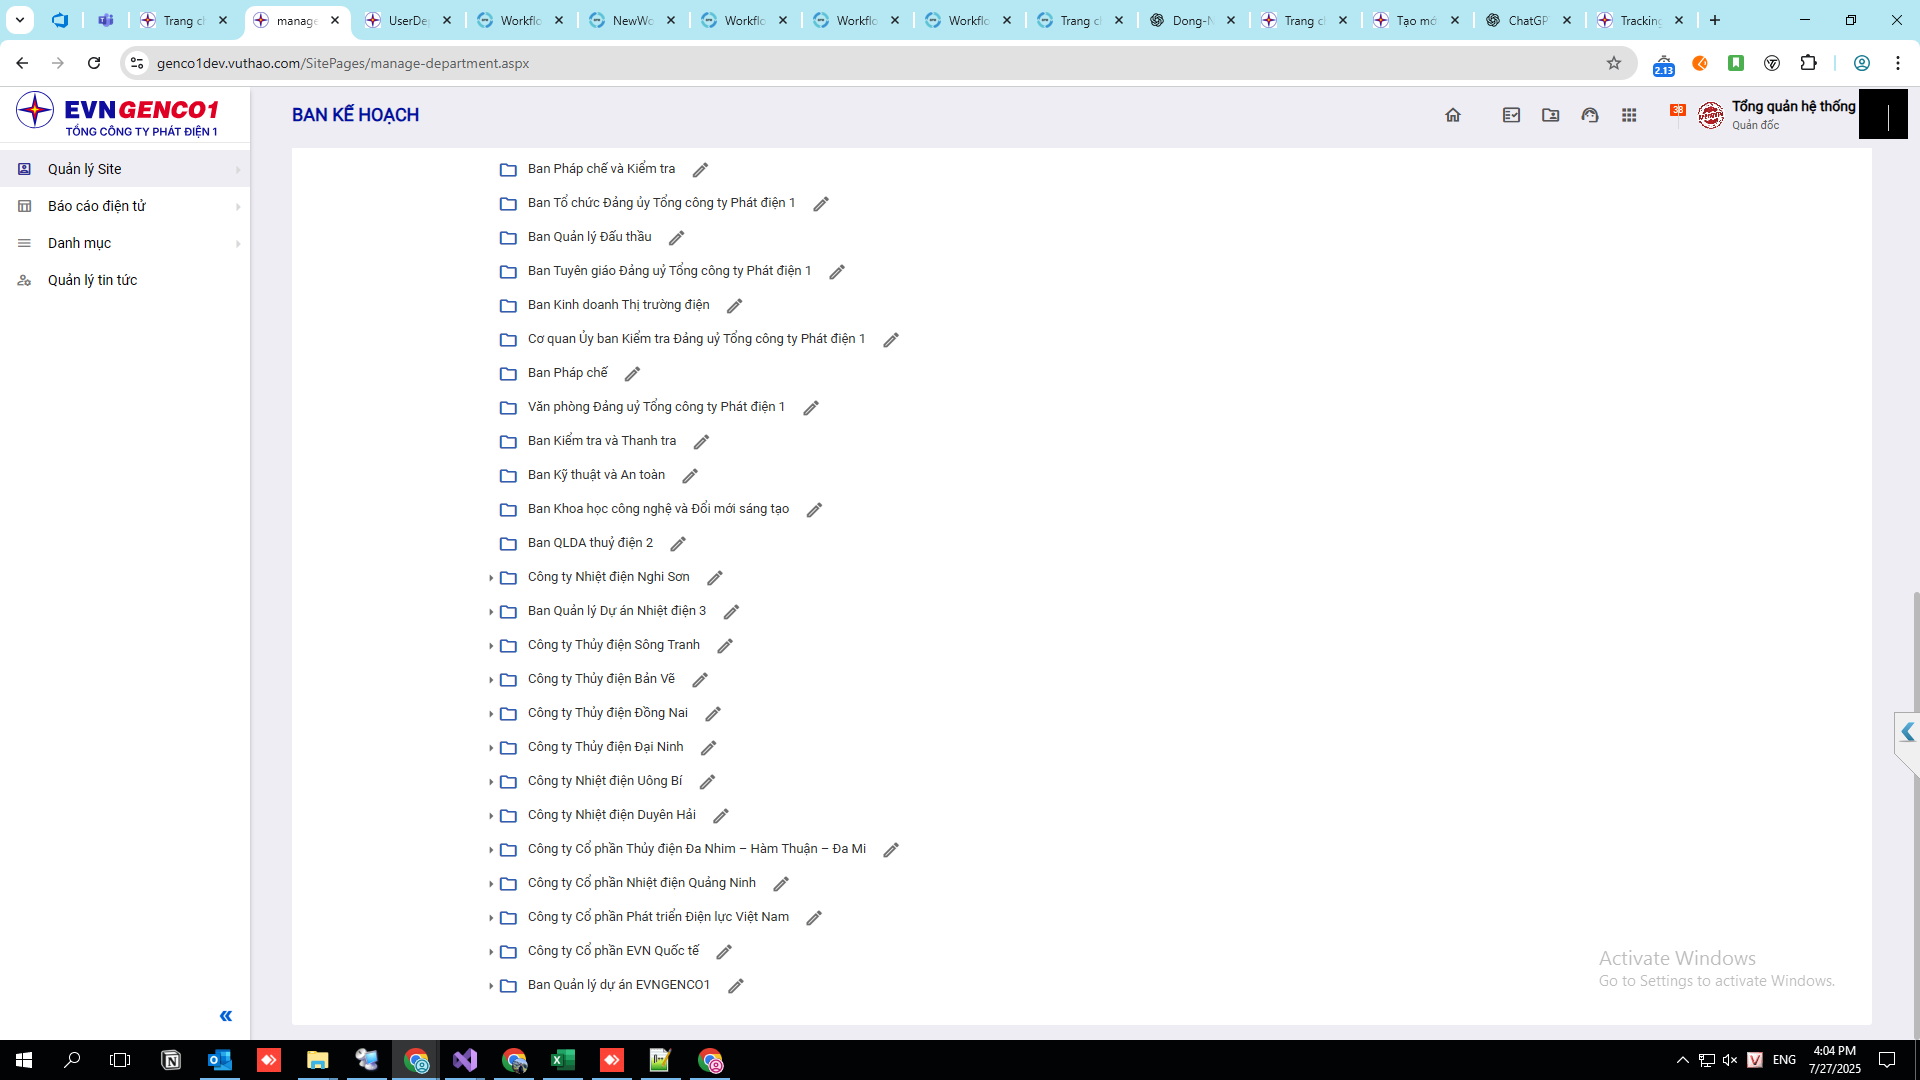 Trang ch
manage
UserDe
Workflo
NewWo
Workflo
Workflo
Workflo
Trang c
Dong-N
Trang c
Tạo mớ
ChatGP
Tracking
genco1dev.vuthao.com/SitePages/manage-department.aspx
2.13
EVNGENCO1
TỔNG CÔNG TY PHÁT ĐIỆN 1
BAN KẾ HOẠCH
38
Tổng quản hệ thống
Quản đốc
Quản lý Site
Báo cáo điện tử
Danh mục
Quản lý tin tức
Ban Pháp chế và Kiểm tra
Ban Tổ chức Đảng ủy Tổng công ty Phát điện 1
Ban Quản lý Đấu thầu
Ban Tuyên giáo Đảng uỷ Tổng công ty Phát điện 1
Ban Kinh doanh Thị trường điện
Cơ quan Ủy ban Kiểm tra Đảng uỷ Tổng công ty Phát điện 1
Ban Pháp chế
Văn phòng Đảng uỷ Tổng công ty Phát điện 1
Ban Kiểm tra và Thanh tra
Ban Kỹ thuật và An toàn
Ban Khoa học công nghệ và Đổi mới sáng tạo
Ban QLDA thuỷ điện 2
Công ty Nhiệt điện Nghi Sơn
Ban Quản lý Dự án Nhiệt điện 3
Công ty Thủy điện Sông Tranh
Công ty Thủy điện Bản Vẽ
Công ty Thủy điện Đồng Nai
Công ty Thủy điện Đại Ninh
Công ty Nhiệt điện Uông Bí
Công ty Nhiệt điện Duyên Hải
Công ty Cổ phần Thủy điện Đa Nhim – Hàm Thuận – Đa Mi
Công ty Cổ phần Nhiệt điện Quảng Ninh
Công ty Cổ phần Phát triển Điện lực Việt Nam
Công ty Cổ phần EVN Quốc tế
Ban Quản lý dự án EVNGENCO1
Activate Windows
Go to Settings to activate Windows.
ENG
4:04 PM
7/27/2025